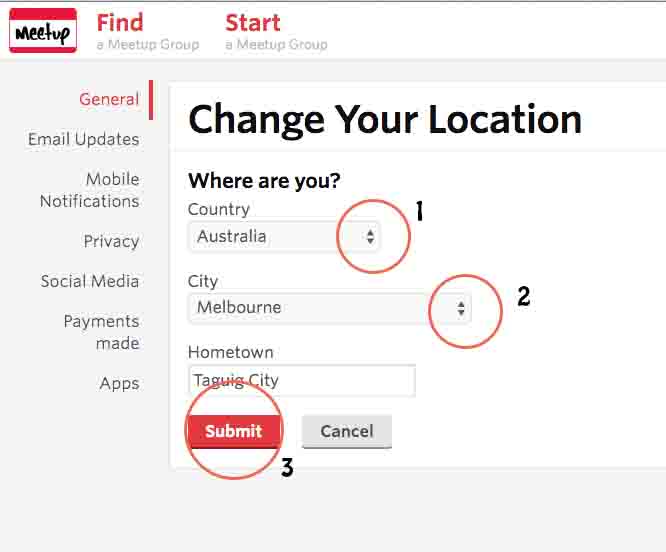 Meetup
Find
a Meetup Group
Start
a Meetup Group
General
Email Updates
Mobile
Notifications
Privacy
Social Media
Payments
made
Apps
Change Your Location
Where are you?
Country
Australia
1
City
Melbourne
2
Hometown
Taguig City
Submit
Cancel
3